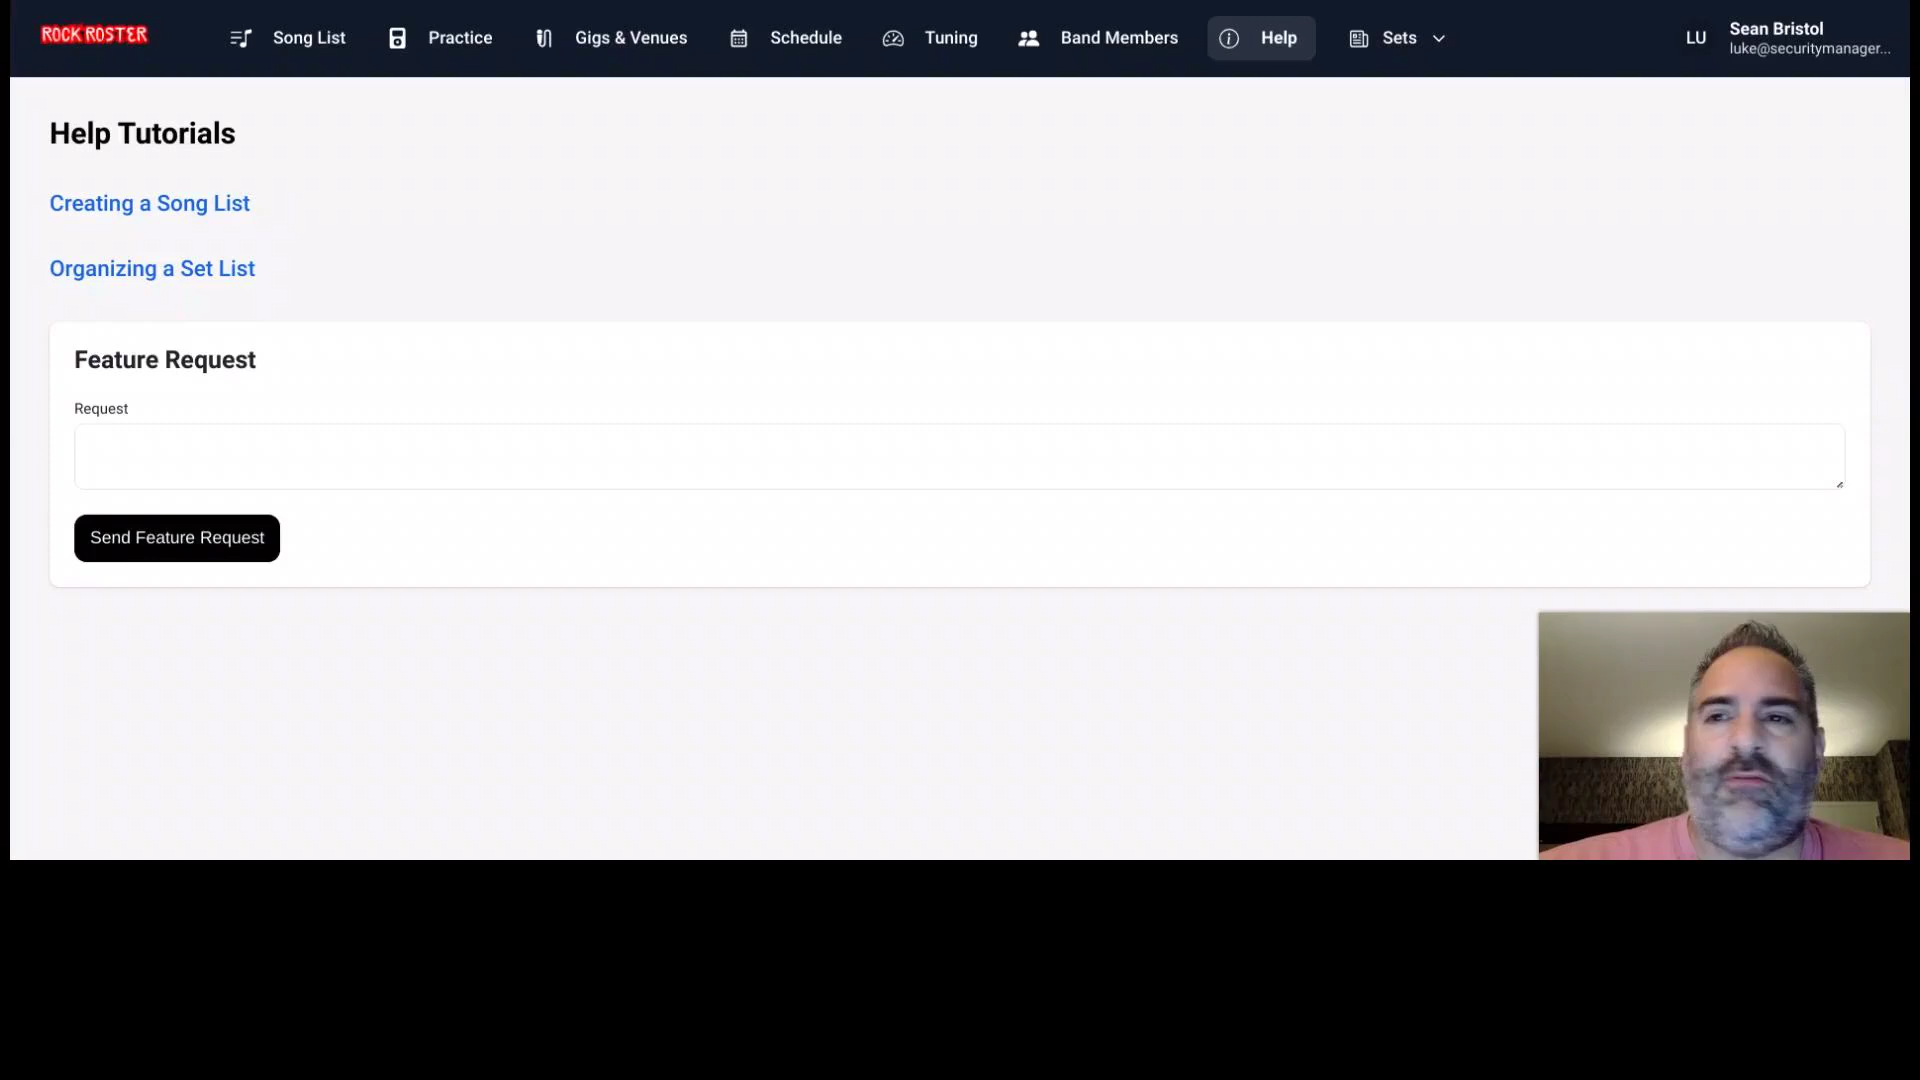 ROCK ROSTER
Song List
Practice
Gigs & Venues
Schedule
Tuning
Band Members
Help
Sets
LU
Sean Bristol
luke@securitymanager...
Help Tutorials
Creating a Song List
Organizing a Set List
Feature Request
Request
Send Feature Request